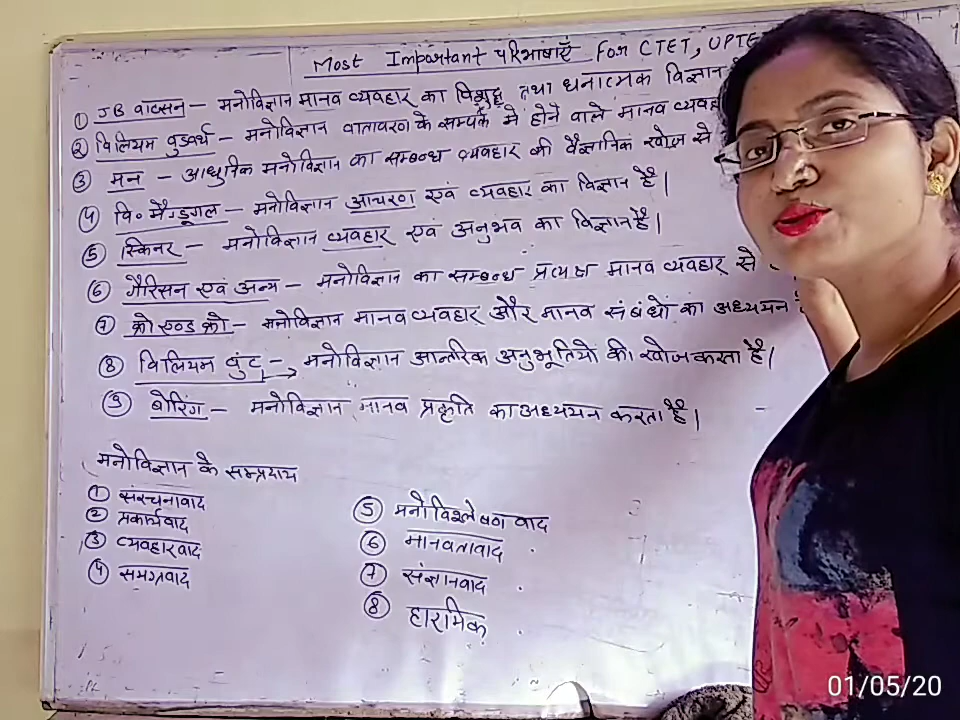 Most Important परिभाषाएँ For CTET, UPTE
① JB वाटसन – मनोविज्ञान मानव व्यवहार का विशुद्ध तथा धनात्मक विज्ञान
② विलियम वुडवर्थ – मनोविज्ञान वातावरण के सम्पर्क में होने वाले मानव व्यवहा
③ मन – आधुनिक मनोविज्ञान का सम्बन्ध व्यवहार की वैज्ञानिक खोज से
④ वि० मैग्डूगल – मनोविज्ञान आचरण एवं व्यवहार का विज्ञान है|
⑤ स्किनर – मनोविज्ञान व्यवहार एवं अनुभव का विज्ञान है|
⑥ गैरिसन एवं अन्य – मनोविज्ञान का सम्बन्ध प्रत्यक्ष मानव व्यवहार से
⑦ क्रो एण्ड क्रो – मनोविज्ञान मानव व्यवहार और मानव संबंधों का अध्ययन
⑧ विलियम वुंट → मनोविज्ञान आन्तरिक अनुभूतियों की खोज करता है|
⑨ बोरिंग – मनोविज्ञान मानव प्रकृति का अध्ययन करता है|
मनोविज्ञान के सम्प्रदाय
① संरचनावाद
② प्रकार्यवाद
③ व्यवहारवाद
④ समग्रवाद
⑤ मनोविश्लेषण वाद
⑥ मानवतावाद
⑦ संज्ञानवाद
⑧ हारमिक
01/05/20